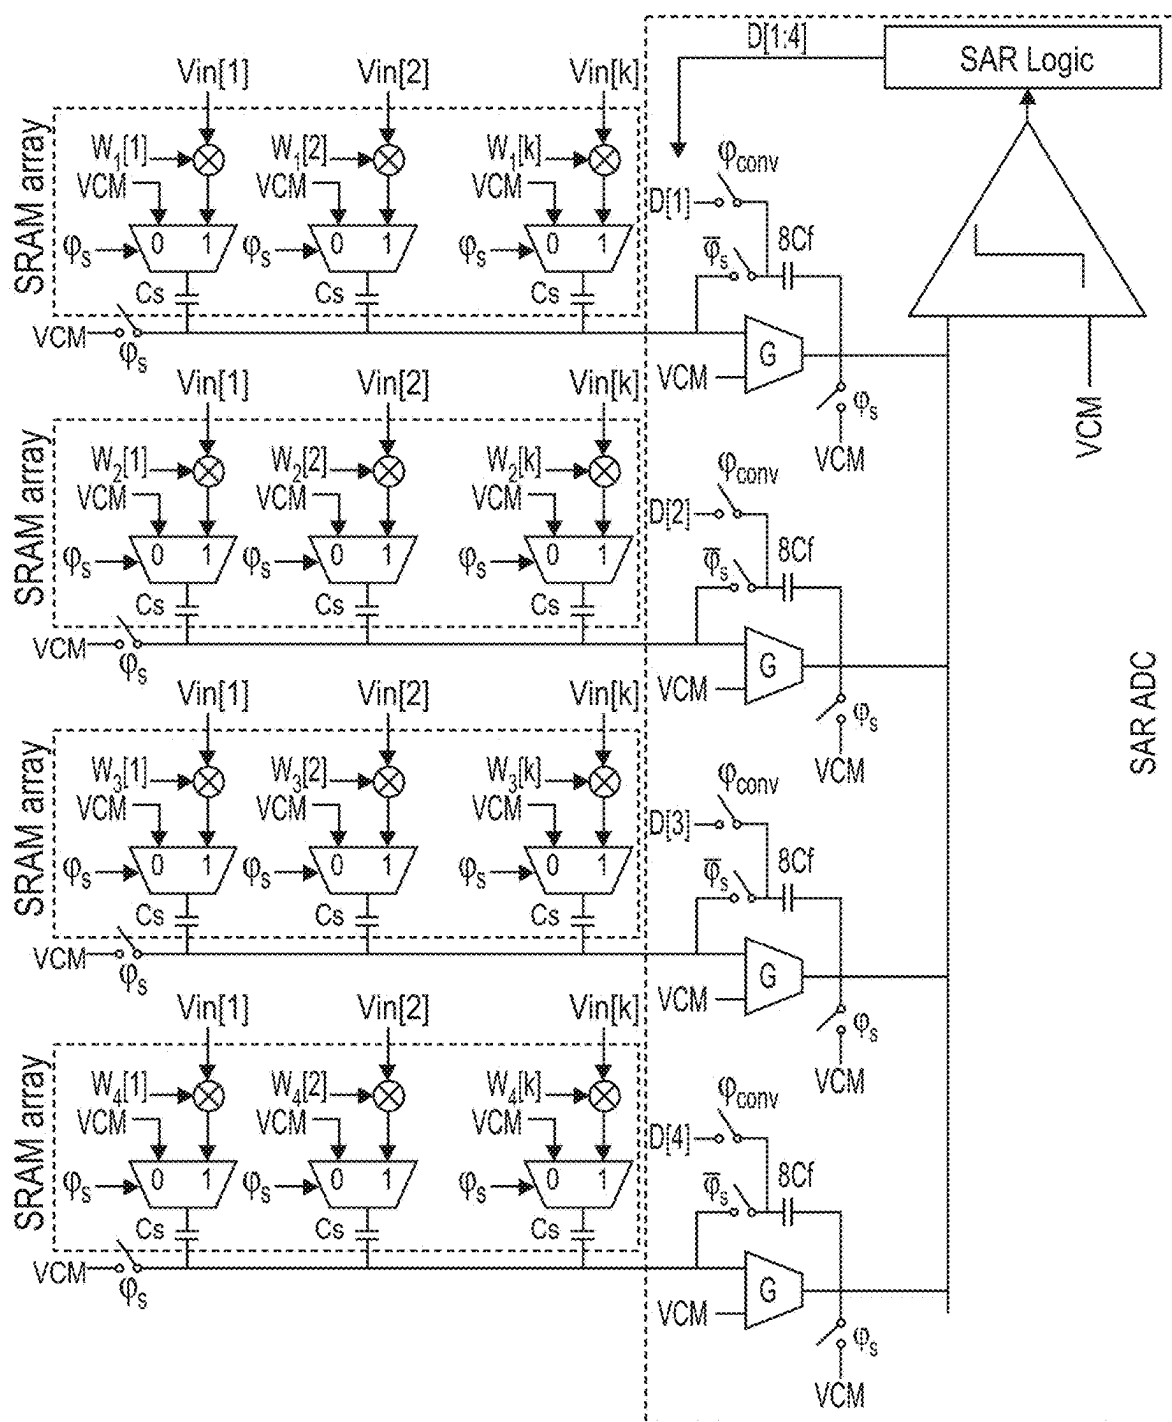 D[1:4]
SAR Logic
Vin[1] Vin[2] Vin[k]
SRAM array
W1[1] W1[2] W1[k]
φconv
VCM VCM VCM
D[1]
φs 0 1 φs 0 1 φs 0 1
φ̅s 8Cf
Cs Cs Cs
VCM φs
G
VCM
φs
VCM
VCM
Vin[1] Vin[2] Vin[k]
SRAM array
W2[1] W2[2] W2[k]
φconv
VCM VCM VCM
D[2]
φs 0 1 φs 0 1 φs 0 1
φ̅s 8Cf
Cs Cs Cs
VCM φs
G
VCM
φs
VCM
SAR ADC
Vin[1] Vin[2] Vin[k]
SRAM array
W3[1] W3[2] W3[k]
φconv
VCM VCM VCM
D[3]
φs 0 1 φs 0 1 φs 0 1
φ̅s 8Cf
Cs Cs Cs
VCM φs
G
VCM
φs
VCM
Vin[1] Vin[2] Vin[k]
SRAM array
W4[1] W4[2] W4[k]
φconv
VCM VCM VCM
D[4]
φs 0 1 φs 0 1 φs 0 1
φ̅s 8Cf
Cs Cs Cs
VCM φs
G
VCM
φs
VCM